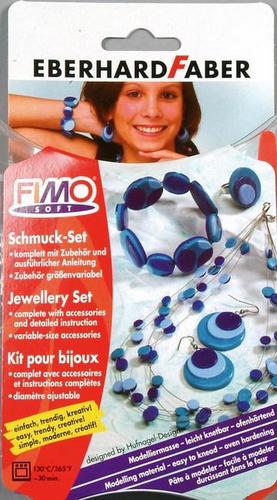 EBERHARDFABER
FIMO
SOFT
Schmuck-Set
• komplett mit Zubehör und
ausführlicher Anleitung
• Zubehör größenvariabel
Jewellery Set
• complete with accessories
and detailed instruction
• variable-size accessories
Kit pour bijoux
• complet avec accessoires
et instructions complètes
• diamètre ajustable
einfach, trendig, kreativ!
easy, trendy, creative!
simple, moderne, créatif!
130°C/265°F
~30min.
designed by Hufnagel-Design
Modelliermasse - leicht knetbar - ofenhärtend
Modelling material - easy to knead - oven hardening
Pâte à modeler - facile à modeler
durcissant dans le four